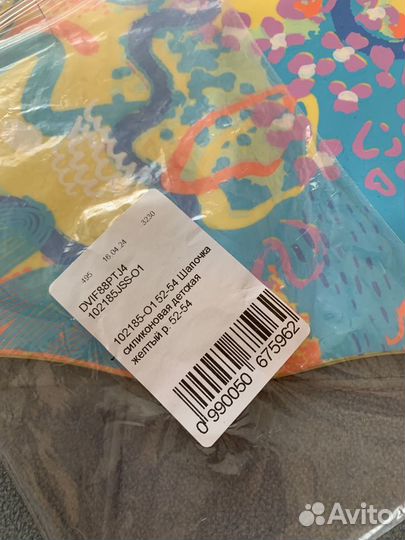 495 16.04.24 3230
DVIF88PTJ4
102185JSS-O1
102185-O1 52-54 Шапочка
силиконовая детская
желтый р. 52-54
0 990050 675962
Avito